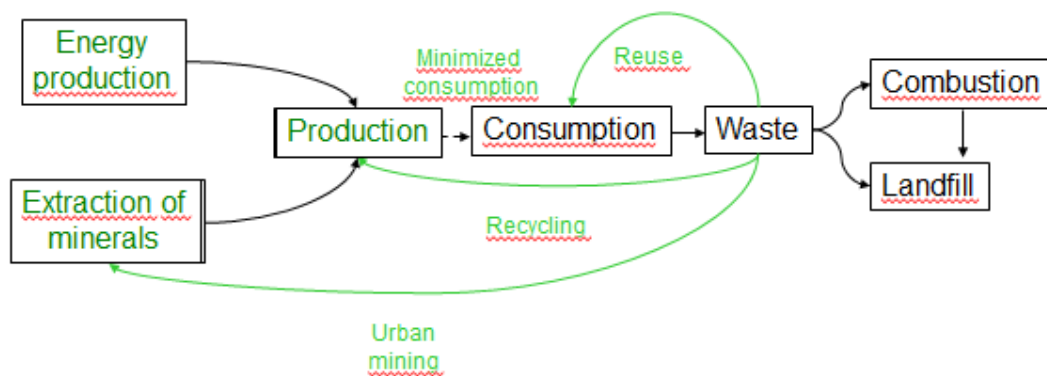 Energy
production
Minimized
consumption
Reuse
Combustion
Production
Consumption
Waste
Landfill
Extraction of
minerals
Recycling
Urban
mining